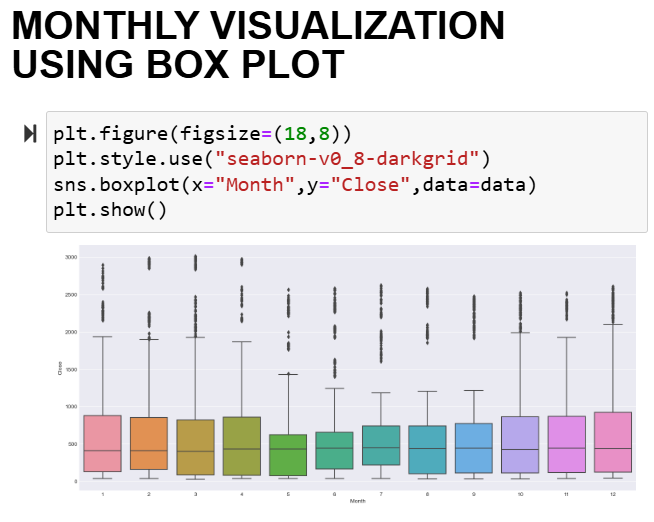 MONTHLY VISUALIZATION
USING BOX PLOT
plt.figure(figsize=(18,8))
plt.style.use("seaborn-v0_8-darkgrid")
sns.boxplot(x="Month",y="Close",data=data)
plt.show()
3000
2500
2000
1500
1000
500
0
Close
1 2 3 4 5 6 7 8 9 10 11 12
Month